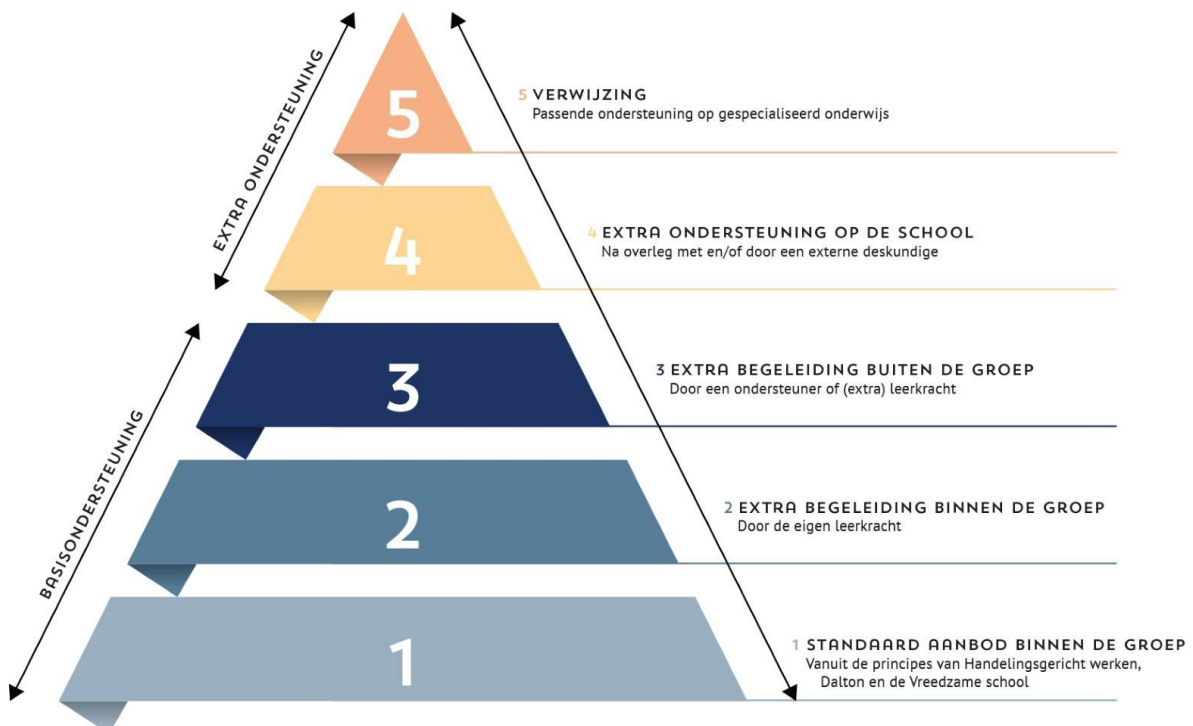 EXTRA ONDERSTEUNING
5
5 VERWIJZING
Passende ondersteuning op gespecialiseerd onderwijs
4
4 EXTRA ONDERSTEUNING OP DE SCHOOL
Na overleg met en/of door een externe deskundige
BASISONDERSTEUNING
3
3 EXTRA BEGELEIDING BUITEN DE GROEP
Door een ondersteuner of (extra) leerkracht
2
2 EXTRA BEGELEIDING BINNEN DE GROEP
Door de eigen leerkracht
1
1 STANDAARD AANBOD BINNEN DE GROEP
Vanuit de principes van Handelingsgericht werken,
Dalton en de Vreedzame school